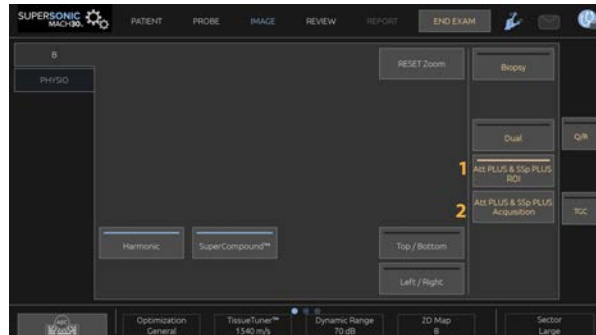 SUPERSONIC
MACH30.
PATIENT
PROBE
IMAGE
REVIEW
REPORT
END EXAM
B
PHYSIO
RESET Zoom
Biopsy
Dual
Q/R
1
Att PLUS & SSp PLUS
ROI
2
Att PLUS & SSp PLUS
Acquisition
TGC
Harmonic
SuperCompound™
Top / Bottom
Left / Right
ABC
Optimization
General
TissueTuner™
1540 m/s
Dynamic Range
70 dB
2D Map
8
Sector
Large